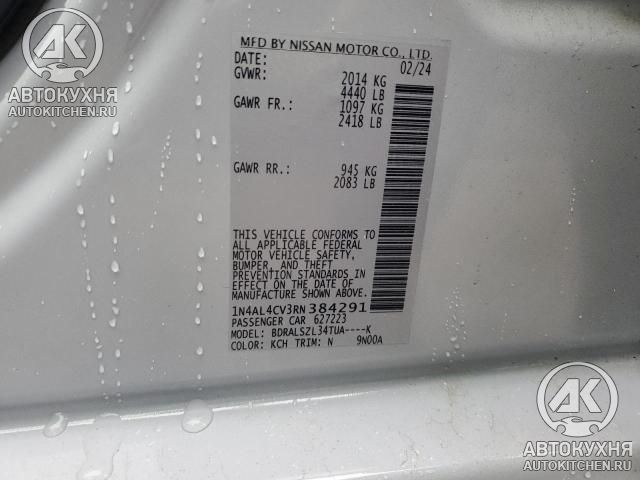 MFD BY NISSAN MOTOR CO., LTD.
DATE: 02/24
GVWR: 2014 KG
4440 LB
GAWR FR.: 1097 KG
2418 LB
GAWR RR.: 945 KG
2083 LB
THIS VEHICLE CONFORMS TO
ALL APPLICABLE FEDERAL
MOTOR VEHICLE SAFETY,
BUMPER, AND THEFT
PREVENTION STANDARDS IN
EFFECT ON THE DATE OF
MANUFACTURE SHOWN ABOVE.
1N4AL4CV3RN384291
PASSENGER CAR 627223
MODEL: BDRALSZL34TUA----K
COLOR: KCH TRIM: N 9N00A
АК
АВТОКУХНЯ
AUTOKITCHEN.RU
АК
АВТОКУХНЯ
AUTOKITCHEN.RU